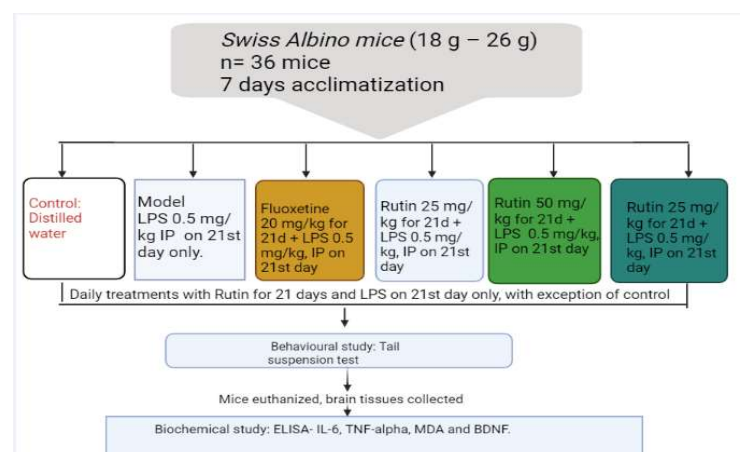 Swiss Albino mice (18 g – 26 g)
n= 36 mice
7 days acclimatization
Control:
Distilled
water
Model
LPS 0.5 mg/
kg IP on 21st
day only.
Fluoxetine
20 mg/kg for
21d + LPS 0.5
mg/kg, IP on
21st day
Rutin 25 mg/
kg for 21d +
LPS 0.5 mg/
kg, IP on 21st
day
Rutin 50 mg/
kg for 21d +
LPS 0.5 mg/kg,
IP on 21st day
Rutin 25 mg/
kg for 21d +
LPS 0.5 mg/
kg, IP on 21st
day
Daily treatments with Rutin for 21 days and LPS on 21st day only, with exception of control
Behavioural study: Tail
suspension test
Mice euthanized, brain tissues collected
Biochemical study: ELISA- IL-6, TNF-alpha, MDA and BDNF.